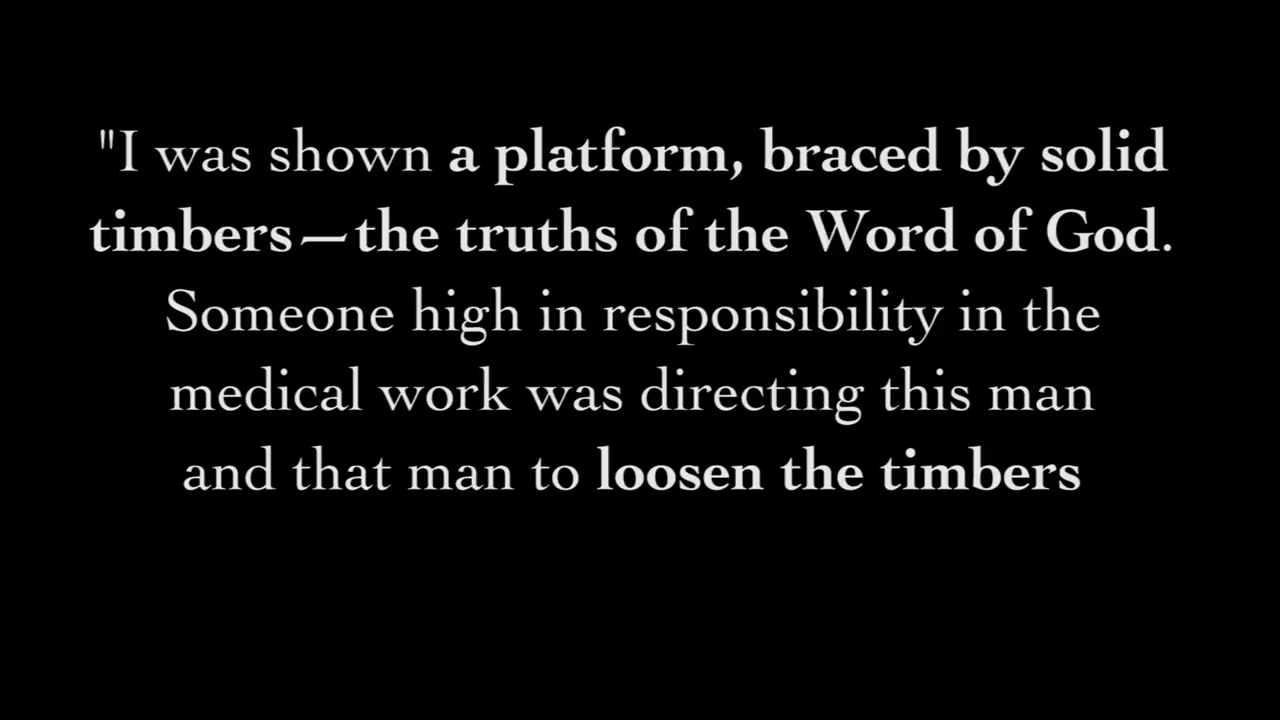 "I was shown a platform, braced by solid
timbers—the truths of the Word of God.
Someone high in responsibility in the
medical work was directing this man
and that man to loosen the timbers